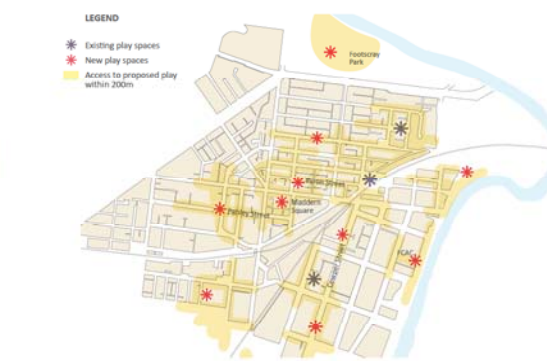 LEGEND
Existing play spaces
New play spaces
Access to proposed play
within 200m
Footscray
Park
Paisley Street
Maddern
Square
FCAC